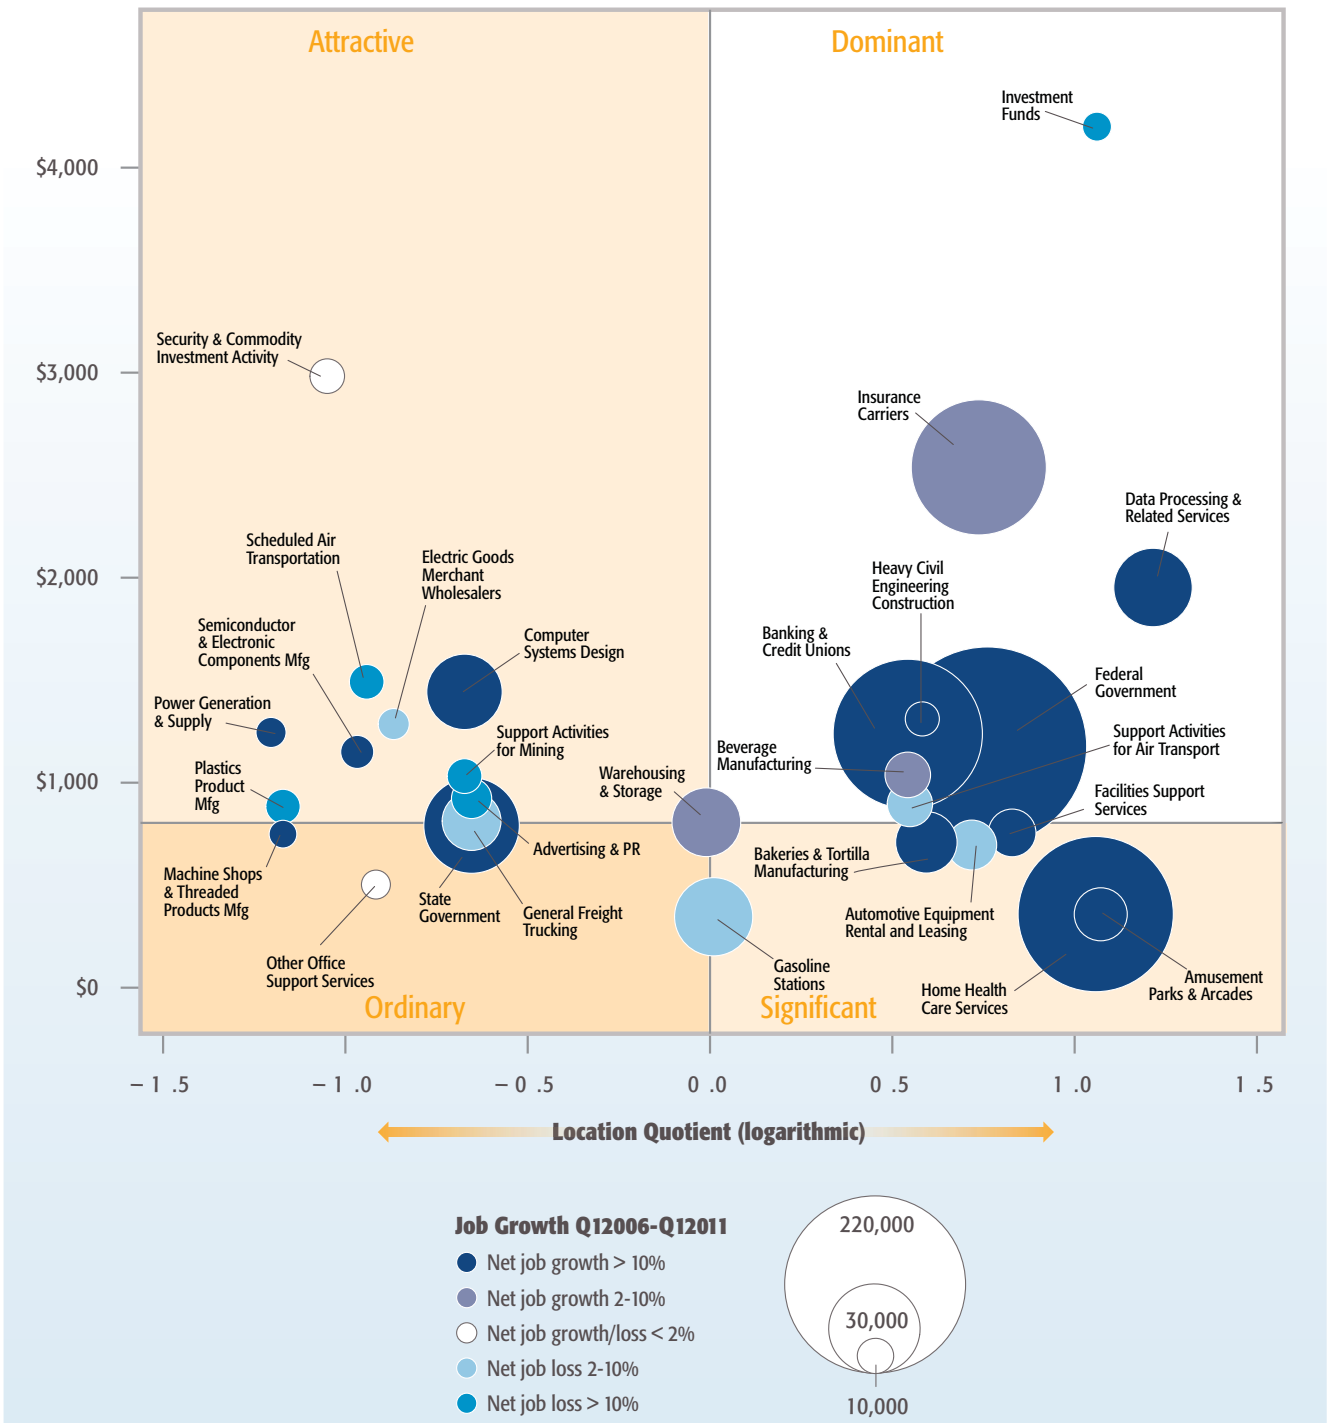 Attractive
Dominant
Investment
Funds
$4,000
Security & Commodity
Investment Activity
$3,000
Insurance
Carriers
Data Processing &
Related Services
Scheduled Air
Transportation
Electric Goods
Merchant
Wholesalers
Heavy Civil
Engineering
Construction
$2,000
Semiconductor
& Electronic
Components Mfg
Computer
Systems Design
Banking &
Credit Unions
Federal
Government
Power Generation
& Supply
Support Activities
for Mining
Support Activities
for Air Transport
Beverage
Manufacturing
Plastics
Product
Mfg
Warehousing
& Storage
$1,000
Facilities Support
Services
Advertising & PR
Bakeries & Tortilla
Manufacturing
Machine Shops
& Threaded
Products Mfg
State
Government
General Freight
Trucking
Automotive Equipment
Rental and Leasing
Other Office
Support Services
Gasoline
Stations
Amusement
Parks & Arcades
Home Health
Care Services
$0
Ordinary
Significant
– 1 .5
– 1 .0
– 0 .5
0 .0
0 .5
1 .0
1 .5
Location Quotient (logarithmic)
Job Growth Q12006-Q12011
Net job growth > 10%
Net job growth 2-10%
Net job growth/loss < 2%
Net job loss 2-10%
Net job loss > 10%
220,000
30,000
10,000